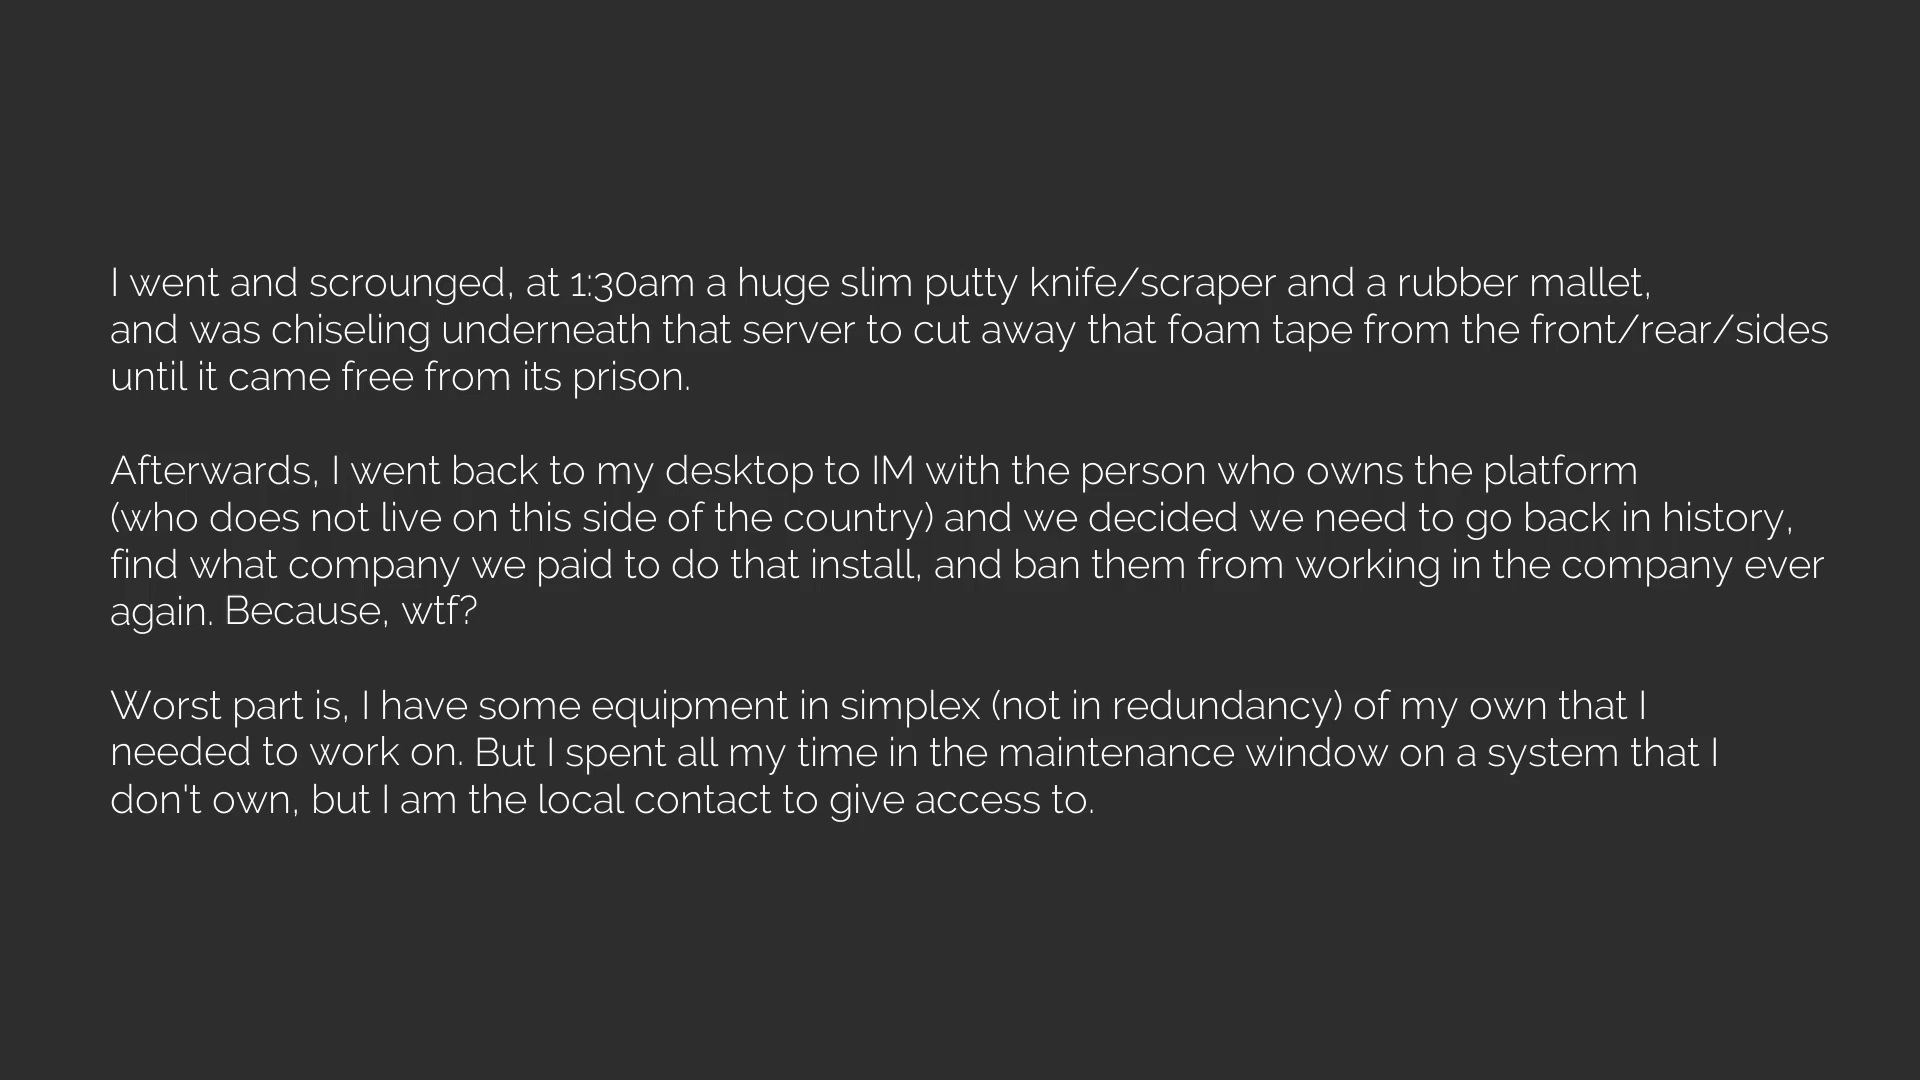 I went and scrounged, at 1:30am a huge slim putty knife/scraper and a rubber mallet,
and was chiseling underneath that server to cut away that foam tape from the front/rear/sides
until it came free from its prison.
Afterwards, I went back to my desktop to IM with the person who owns the platform
(who does not live on this side of the country) and we decided we need to go back in history,
find what company we paid to do that install, and ban them from working in the company ever
again. Because, wtf?
Worst part is, I have some equipment in simplex (not in redundancy) of my own that I
needed to work on. But I spent all my time in the maintenance window on a system that I
don't own, but I am the local contact to give access to.